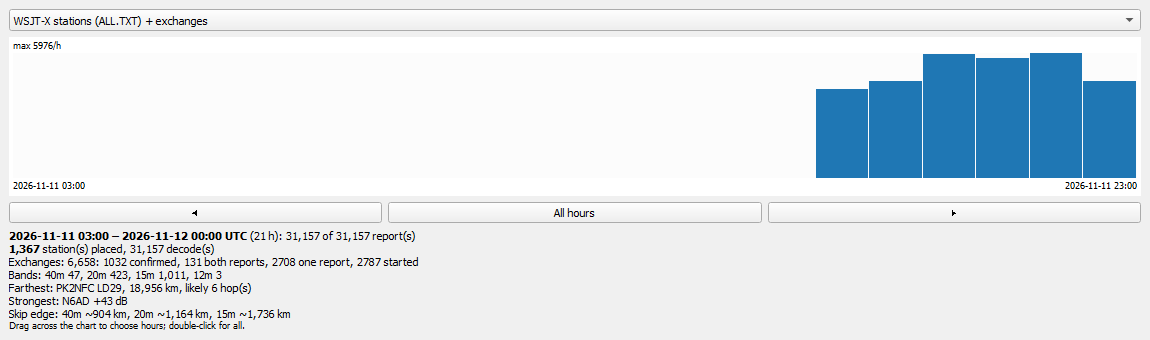 WSJT-X stations (ALL.TXT) + exchanges
max 5976/h
2026-11-11 03:00
2026-11-11 23:00
All hours
2026-11-11 03:00 – 2026-11-12 00:00 UTC (21 h): 31,157 of 31,157 report(s)
1,367 station(s) placed, 31,157 decode(s)
Exchanges: 6,658: 1032 confirmed, 131 both reports, 2708 one report, 2787 started
Bands: 40m 47, 20m 423, 15m 1,011, 12m 3
Farthest: PK2NFC LD29, 18,956 km, likely 6 hop(s)
Strongest: N6AD +43 dB
Skip edge: 40m ~904 km, 20m ~1,164 km, 15m ~1,736 km
Drag across the chart to choose hours; double-click for all.